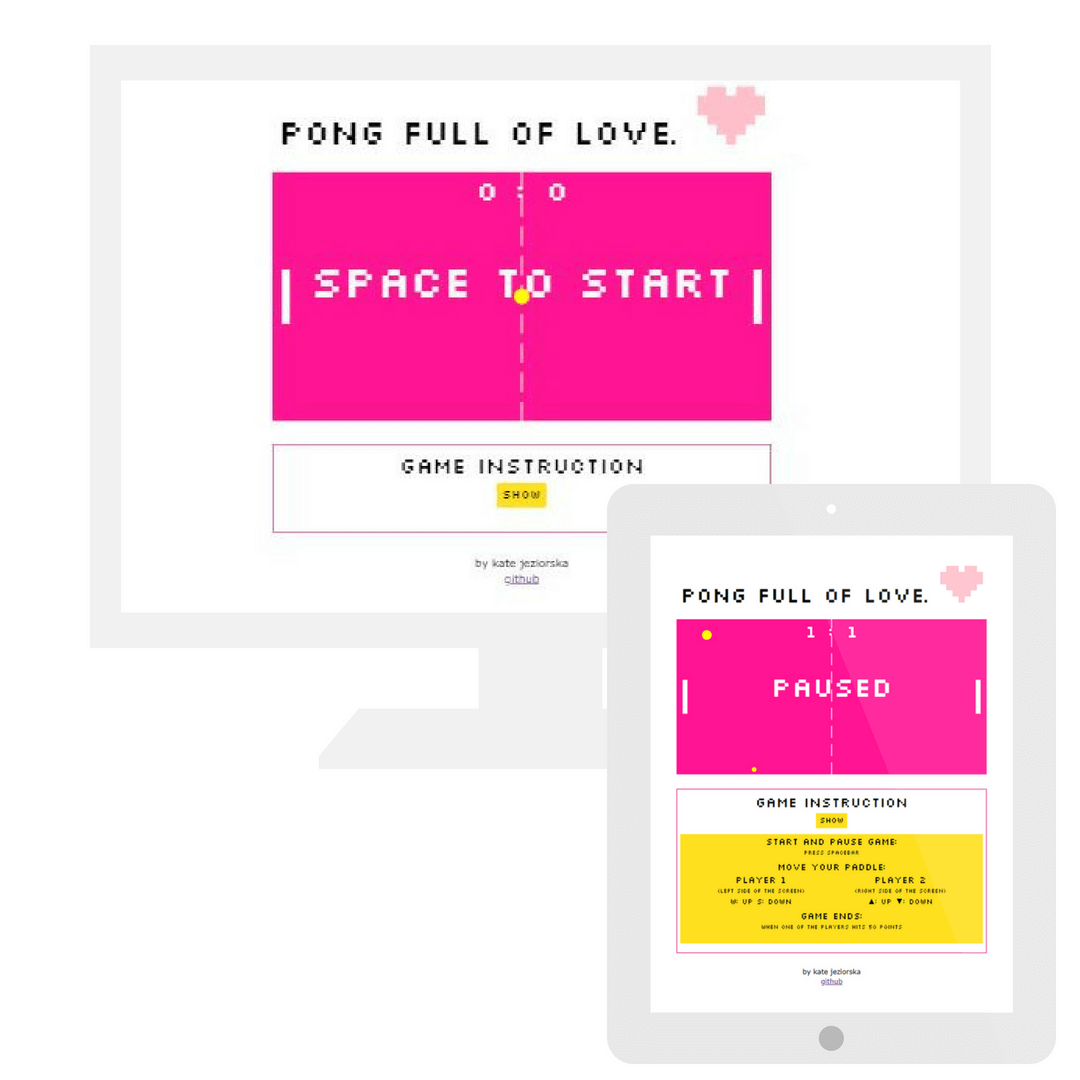 PONG FULL OF LOVE.
0 : 0
SPACE TO START
GAME INSTRUCTION
SHOW
by kate jeziorska
github
PONG FULL OF LOVE.
1 : 1
PAUSED
GAME INSTRUCTION
SHOW
START AND PAUSE GAME:
PRESS SPACEBAR
MOVE YOUR PADDLE:
PLAYER 1 PLAYER 2
(LEFT SIDE OF THE SCREEN) (RIGHT SIDE OF THE SCREEN)
W: UP S: DOWN ▲: UP ▼: DOWN
GAME ENDS:
WHEN ONE OF THE PLAYERS HITS 50 POINTS
by kate jeziorska
github